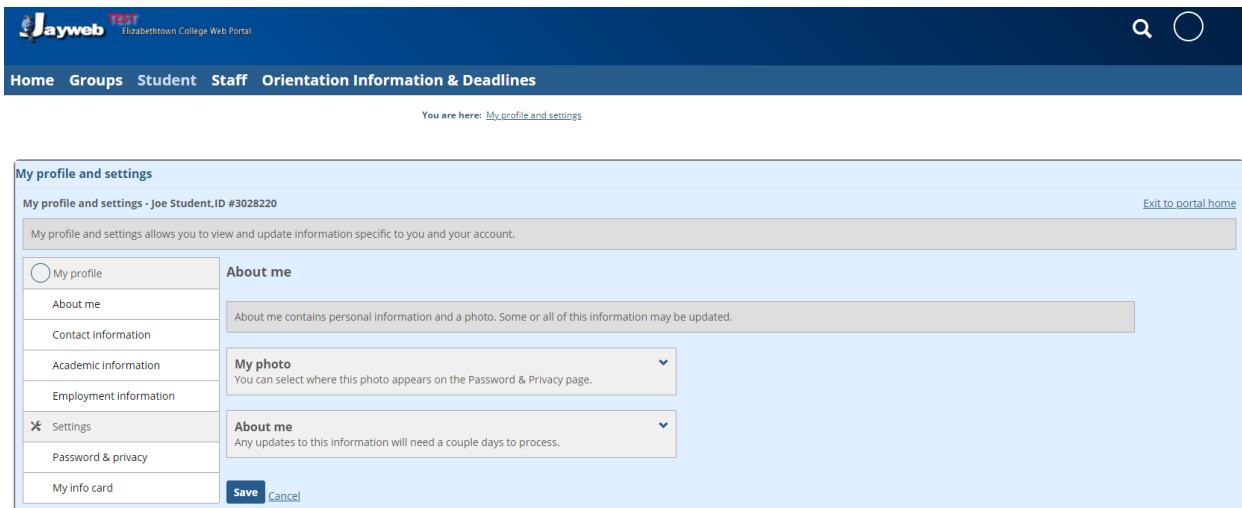 Jayweb TEST Elizabethtown College Web Portal
Home Groups Student Staff Orientation Information & Deadlines
You are here: My profile and settings
My profile and settings
My profile and settings - Joe Student,ID #3028220 Exit to portal home
My profile and settings allows you to view and update information specific to you and your account.
My profile
About me
Contact information
Academic information
Employment information
Settings
Password & privacy
My info card
About me
About me contains personal information and a photo. Some or all of this information may be updated.
My photo
You can select where this photo appears on the Password & Privacy page.
About me
Any updates to this information will need a couple days to process.
Save Cancel